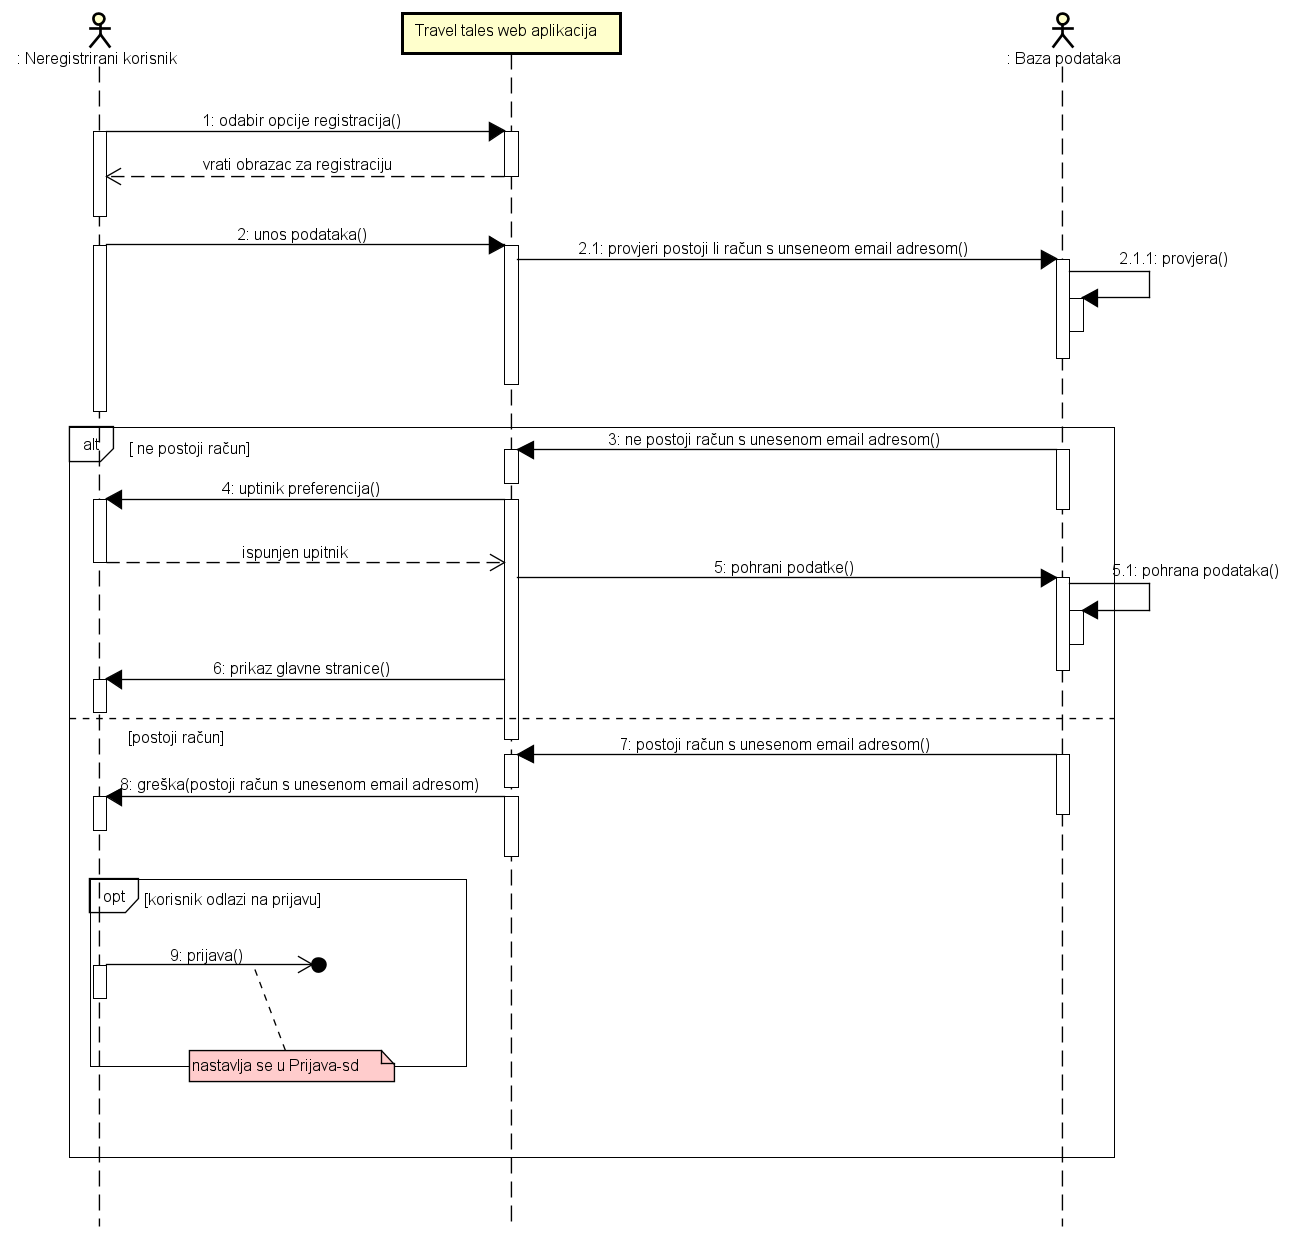 Travel tales web aplikacija
: Neregistrirani korisnik
: Baza podataka
1: odabir opcije registracija()
vrati obrazac za registraciju
2: unos podataka()
2.1: provjeri postoji li račun s unseneom email adresom()
2.1.1: provjera()
alt
[ ne postoji račun]
3: ne postoji račun s unesenom email adresom()
4: uptinik preferencija()
ispunjen upitnik
5: pohrani podatke()
5.1: pohrana podataka()
6: prikaz glavne stranice()
[postoji račun]
7: postoji račun s unesenom email adresom()
8: greška(postoji račun s unesenom email adresom)
opt
[korisnik odlazi na prijavu]
9: prijava()
nastavlja se u Prijava-sd